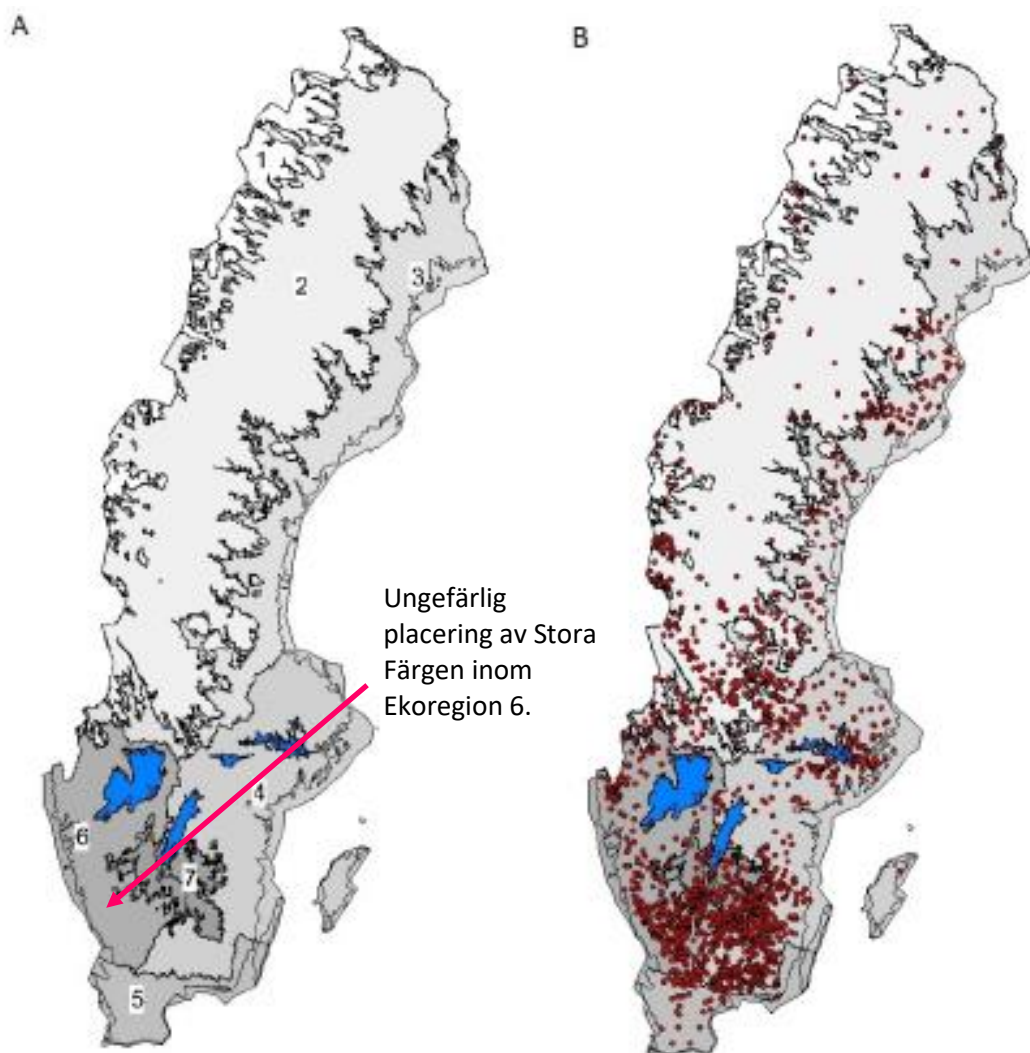 A
B
1
2
3
Ungefärlig
placering av Stora
Färgen inom
Ekoregion 6.
4
6
7
5